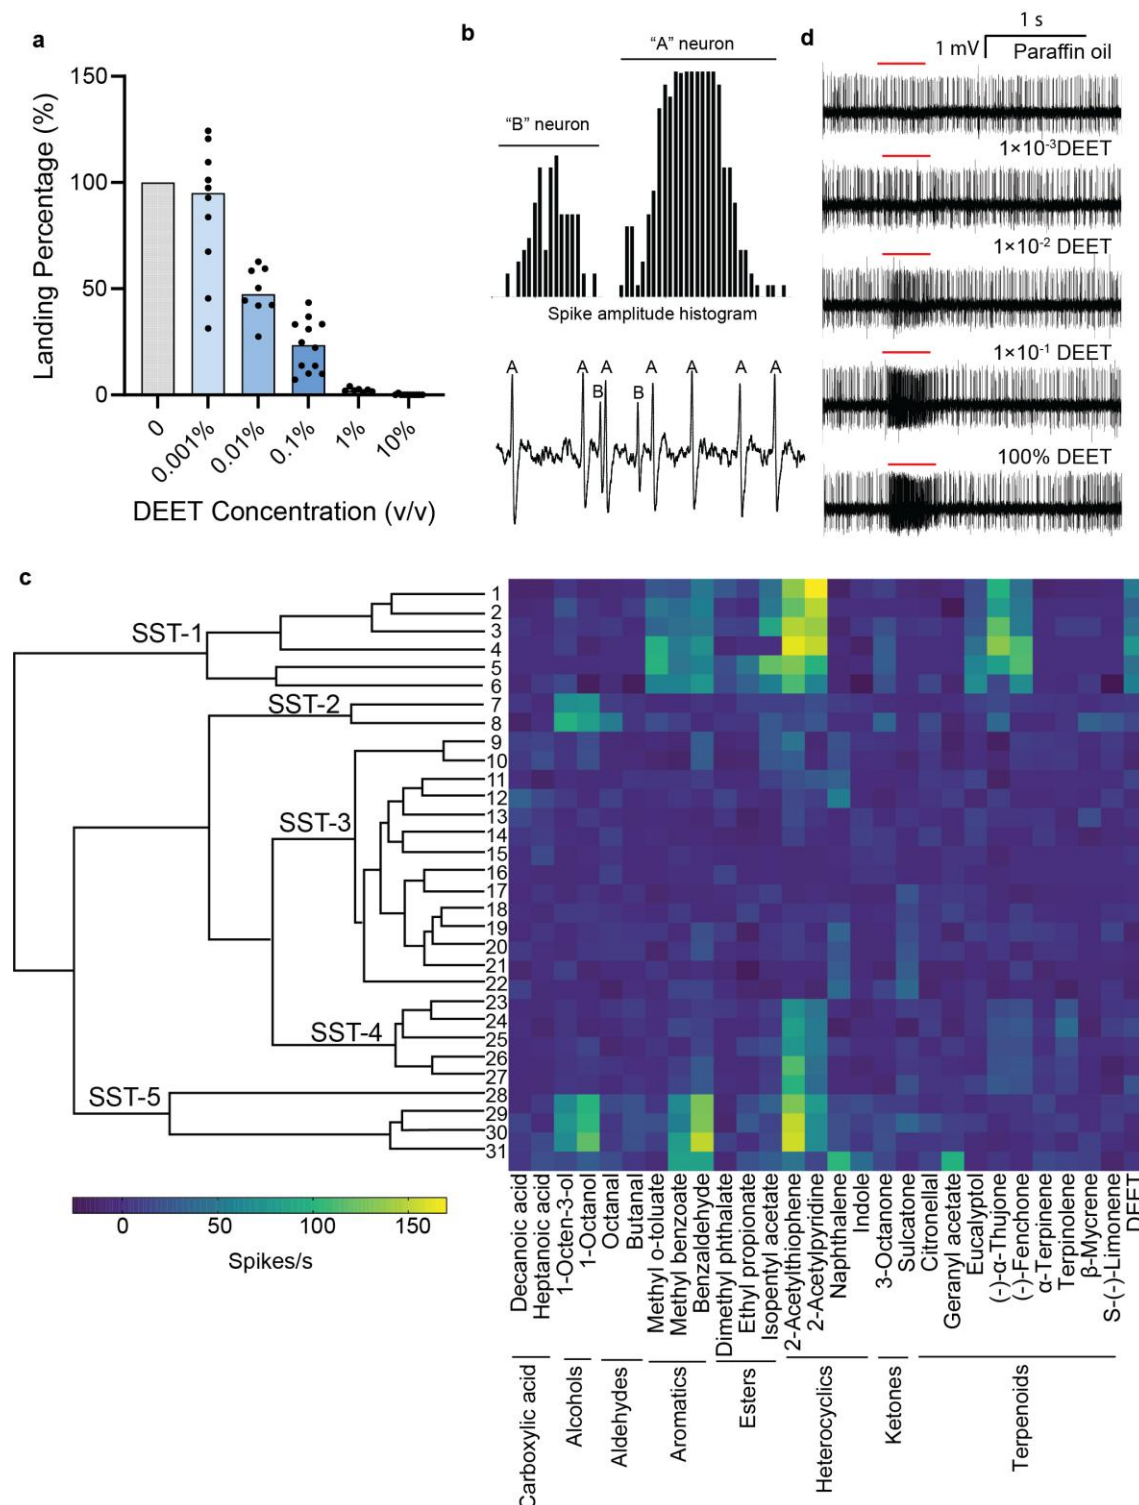 a
150
100
50
0
Landing Percentage (%)
0
0.001%
0.01%
0.1%
1%
10%
DEET Concentration (v/v)
b
"A" neuron
"B" neuron
Spike amplitude histogram
A
A
B
A
B
A
A
A
A
d
1 s
1 mV
Paraffin oil
1×10⁻³DEET
1×10⁻² DEET
1×10⁻¹ DEET
100% DEET
c
SST-1
SST-2
SST-3
SST-4
SST-5
1
2
3
4
5
6
7
8
9
10
11
12
13
14
15
16
17
18
19
20
21
22
23
24
25
26
27
28
29
30
31
0
50
100
150
Spikes/s
Decanoic acid
Heptanoic acid
1-Octen-3-ol
1-Octanol
Octanal
Butanal
Methyl o-toluate
Methyl benzoate
Benzaldehyde
Dimethyl phthalate
Ethyl propionate
Isopentyl acetate
2-Acetylthiophene
2-Acetylpyridine
Naphthalene
Indole
3-Octanone
Sulcatone
Citronellal
Geranyl acetate
Eucalyptol
(-)-α-Thujone
(-)-Fenchone
α-Terpinene
Terpinolene
β-Myrcene
S-(-)-Limonene
DEET
Carboxylic acid
Alcohols
Aldehydes
Aromatics
Esters
Heterocyclics
Ketones
Terpenoids